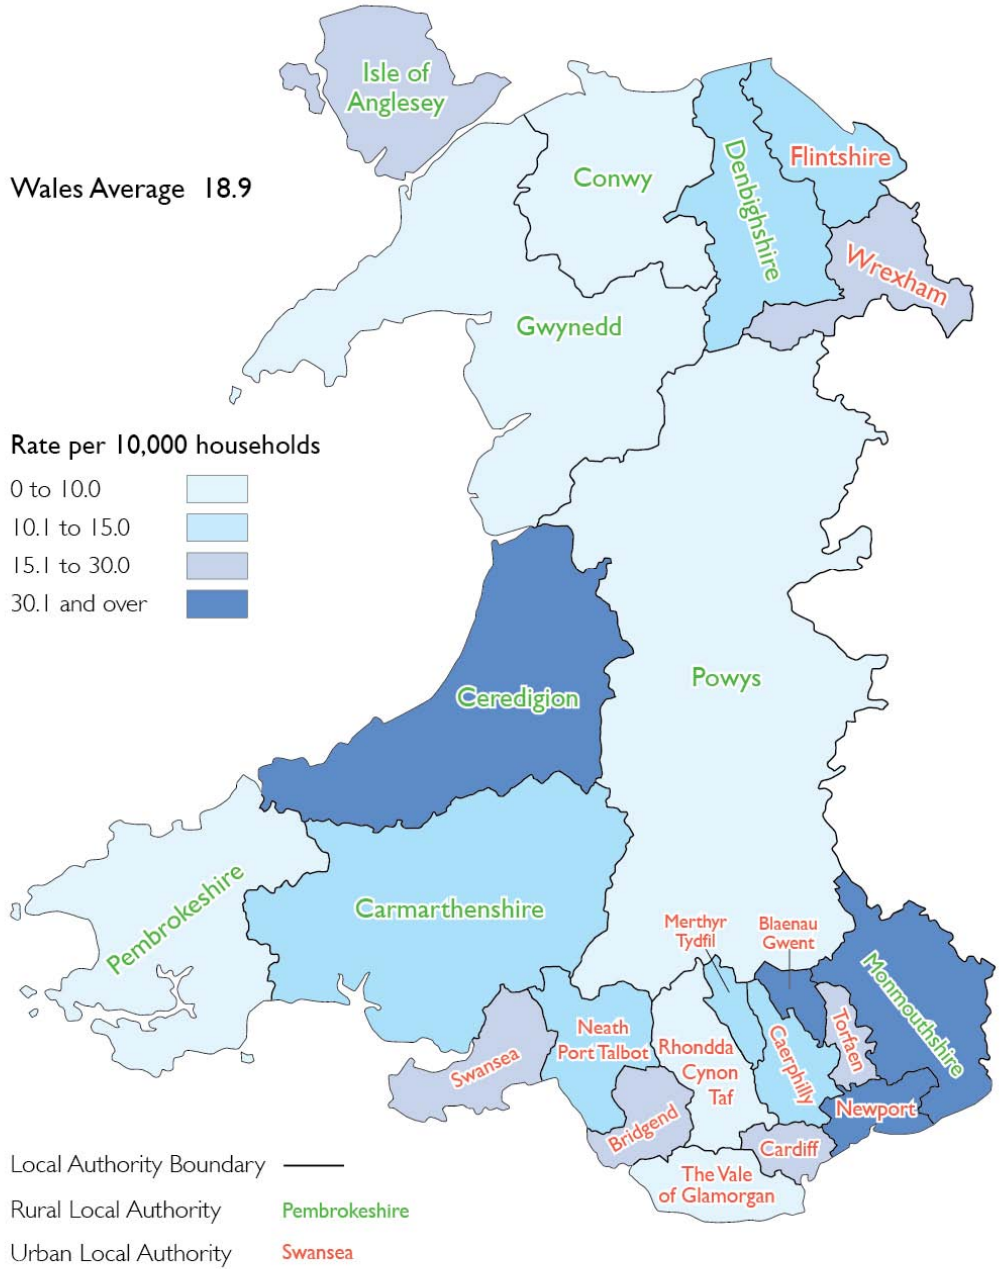 Isle of
Anglesey
Conwy
Denbighshire
Flintshire
Wales Average 18.9
Wrexham
Gwynedd
Rate per 10,000 households
0 to 10.0
10.1 to 15.0
15.1 to 30.0
30.1 and over
Powys
Ceredigion
Pembrokeshire
Carmarthenshire
Merthyr
Tydfil
Blaenau
Gwent
Monmouthshire
Swansea
Neath
Port Talbot
Rhondda
Cynon
Taf
Caerphilly
Torfaen
Bridgend
Newport
Cardiff
The Vale
of Glamorgan
Local Authority Boundary
Rural Local Authority Pembrokeshire
Urban Local Authority Swansea